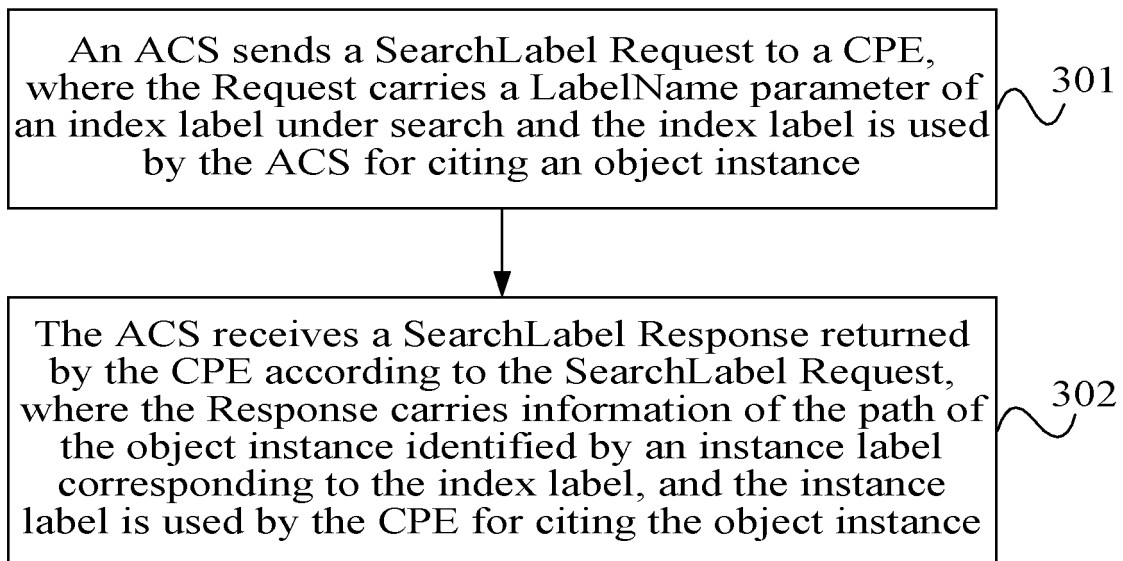 An ACS sends a SearchLabel Request to a CPE,
where the Request carries a LabelName parameter of
an index label under search and the index label is used
by the ACS for citing an object instance
301
The ACS receives a SearchLabel Response returned
by the CPE according to the SearchLabel Request,
where the Response carries information of the path of
the object instance identified by an instance label
corresponding to the index label, and the instance
label is used by the CPE for citing the object instance
302